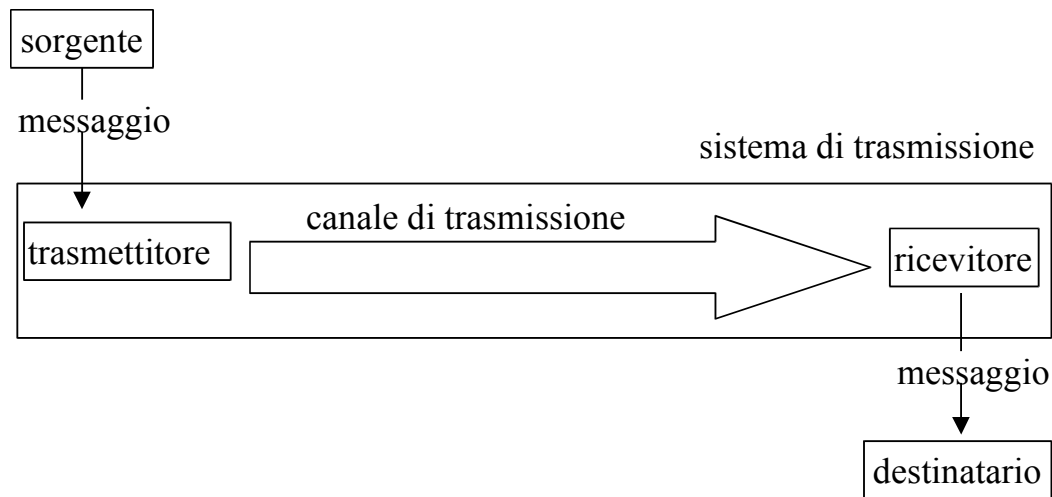 sorgente
messaggio
sistema di trasmissione
canale di trasmissione
trasmettitore
ricevitore
messaggio
destinatario